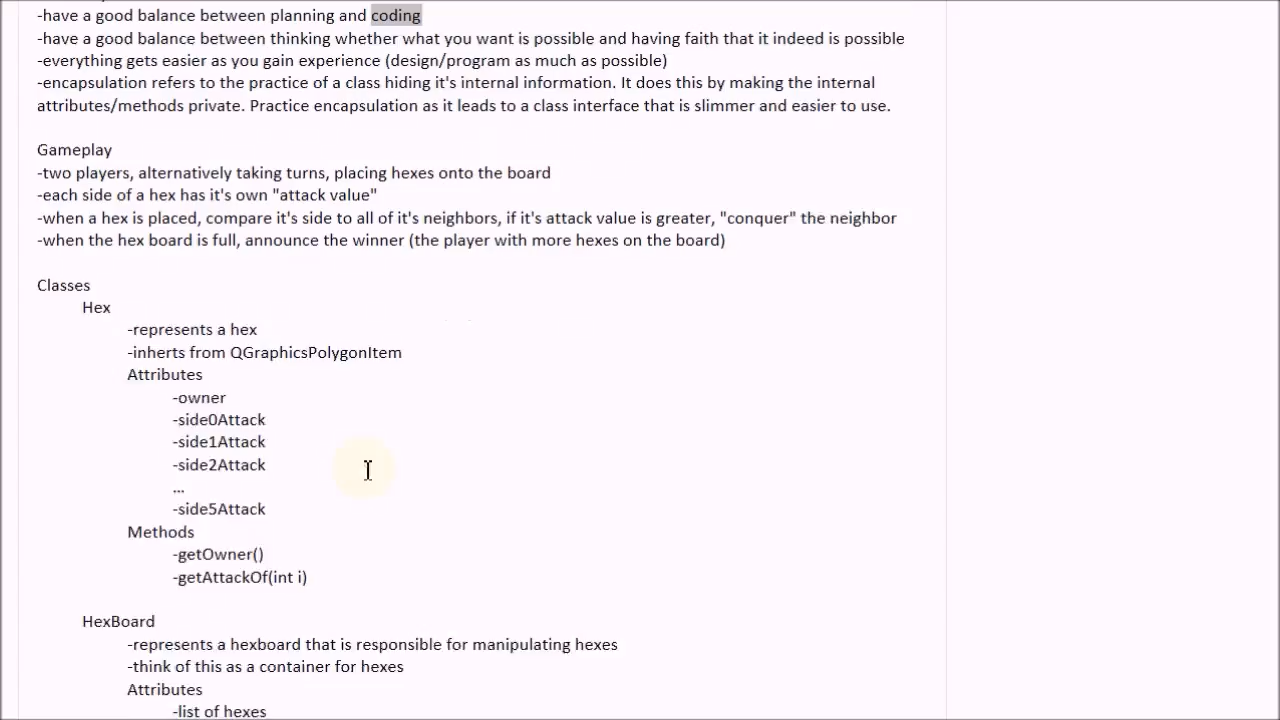 -have a good balance between planning and coding
-have a good balance between thinking whether what you want is possible and having faith that it indeed is possible
-everything gets easier as you gain experience (design/program as much as possible)
-encapsulation refers to the practice of a class hiding it's internal information. It does this by making the internal
attributes/methods private. Practice encapsulation as it leads to a class interface that is slimmer and easier to use.
Gameplay
-two players, alternatively taking turns, placing hexes onto the board
-each side of a hex has it's own "attack value"
-when a hex is placed, compare it's side to all of it's neighbors, if it's attack value is greater, "conquer" the neighbor
-when the hex board is full, announce the winner (the player with more hexes on the board)
Classes
Hex
-represents a hex
-inherts from QGraphicsPolygonItem
Attributes
-owner
-side0Attack
-side1Attack
-side2Attack
...
-side5Attack
Methods
-getOwner()
-getAttackOf(int i)
HexBoard
-represents a hexboard that is responsible for manipulating hexes
-think of this as a container for hexes
Attributes
-list of hexes